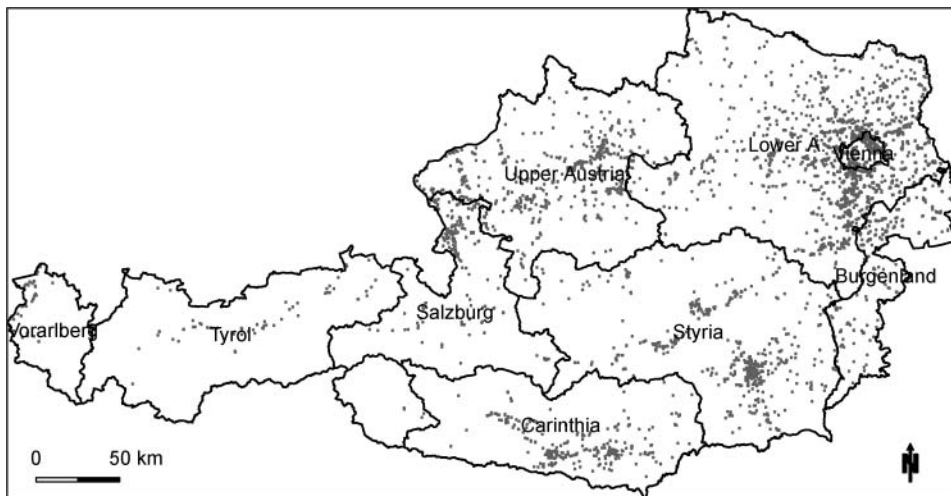 Lower A
Vienna
Upper Austria
Burgenland
Salzburg
Vorarlberg
Tyrol
Styria
Carinthia
0 50 km
N